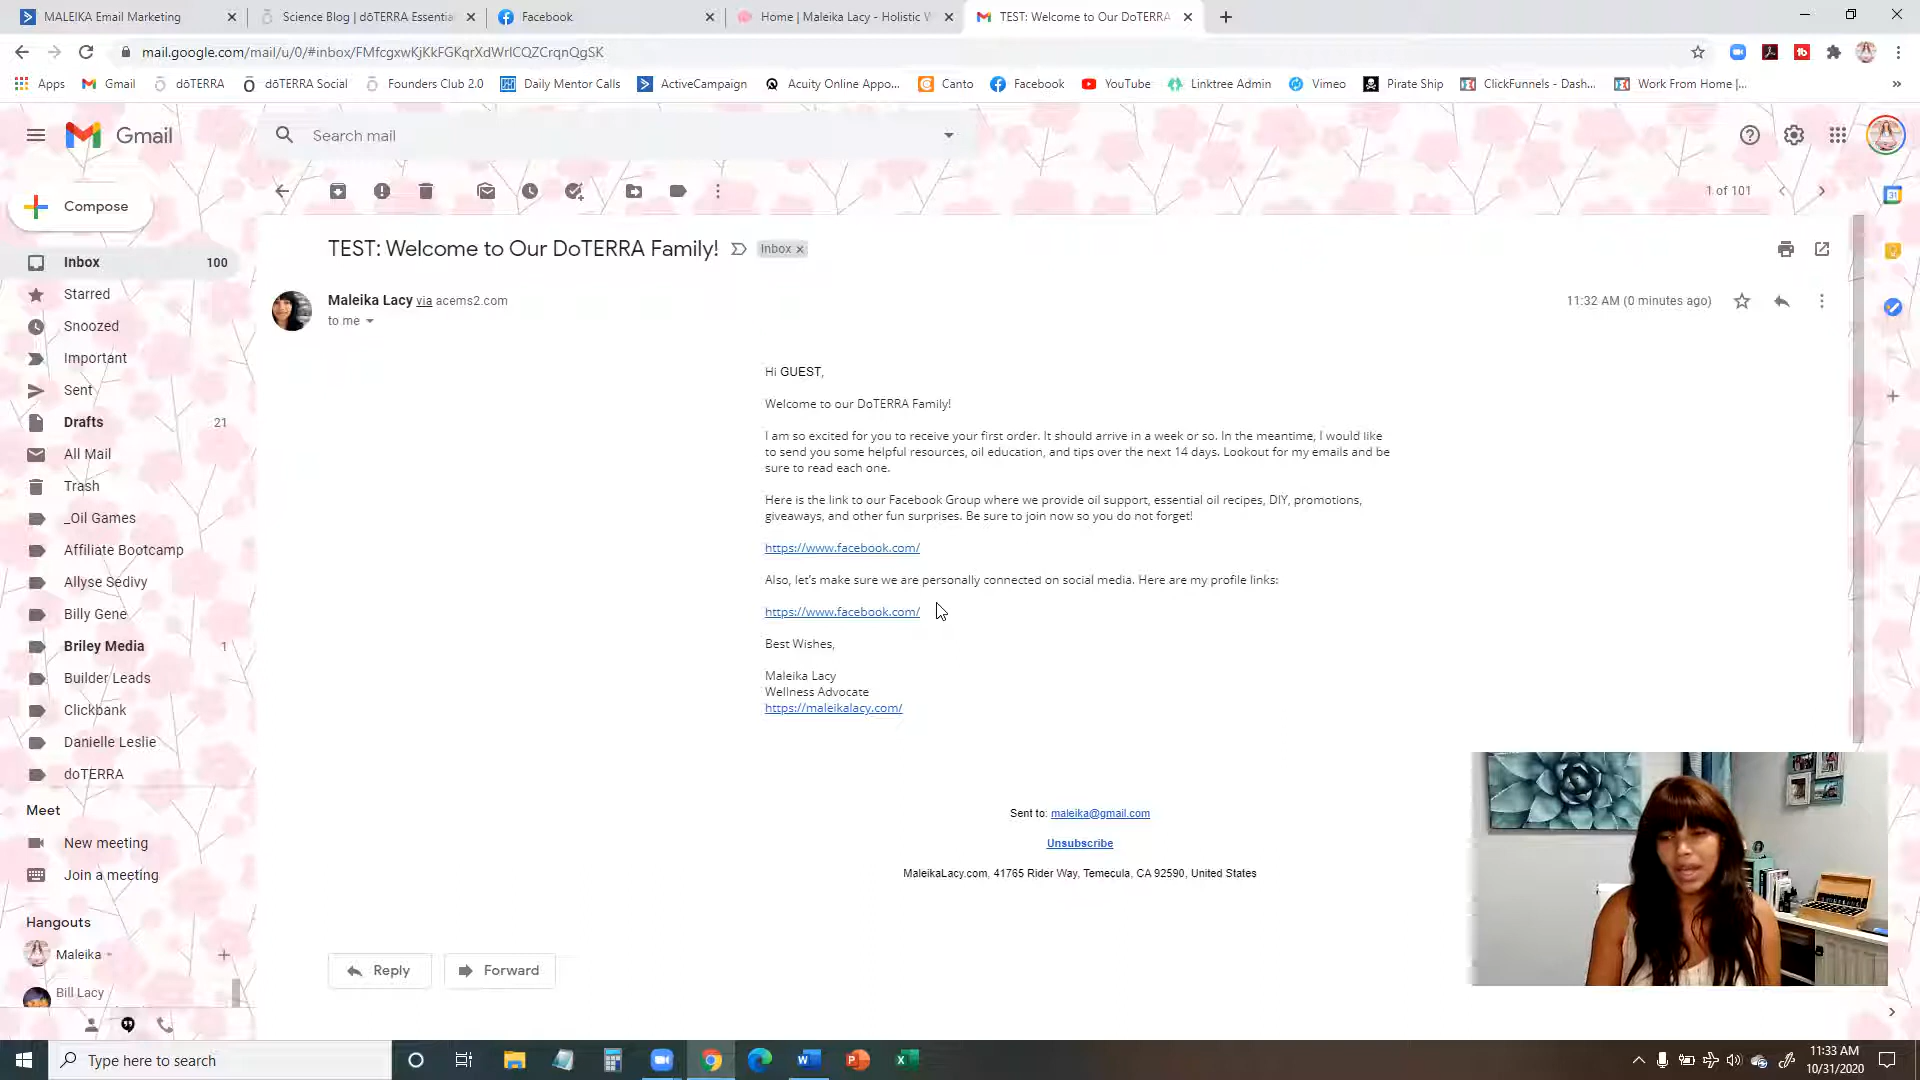 MALEIKA Email Marketing
Science Blog | dōTERRA Essentia
Facebook
Home | Maleika Lacy - Holistic W
TEST: Welcome to Our DoTERRA
mail.google.com/mail/u/0/#inbox/FMfcgxwKjKkFGKqrXdWrICQZCrqnQgSK
Apps
Gmail
dōTERRA
dōTERRA Social
Founders Club 2.0
Daily Mentor Calls
ActiveCampaign
Acuity Online Appo...
Canto
Facebook
YouTube
Linktree Admin
Vimeo
Pirate Ship
ClickFunnels - Dash...
Work From Home |...
Gmail
Search mail
Compose
1 of 101
Inbox 100
Starred
Snoozed
Important
Sent
Drafts 21
All Mail
Trash
_Oil Games
Affiliate Bootcamp
Allyse Sedivy
Billy Gene
Briley Media 1
Builder Leads
Clickbank
Danielle Leslie
doTERRA
Meet
New meeting
Join a meeting
Hangouts
Maleika
Bill Lacy
TEST: Welcome to Our DoTERRA Family!
Inbox x
Maleika Lacy via acems2.com
to me
11:32 AM (0 minutes ago)
Hi GUEST,
Welcome to our DoTERRA Family!
I am so excited for you to receive your first order. It should arrive in a week or so. In the meantime, I would like
to send you some helpful resources, oil education, and tips over the next 14 days. Lookout for my emails and be
sure to read each one.
Here is the link to our Facebook Group where we provide oil support, essential oil recipes, DIY, promotions,
giveaways, and other fun surprises. Be sure to join now so you do not forget!
https://www.facebook.com/
Also, let's make sure we are personally connected on social media. Here are my profile links:
https://www.facebook.com/
Best Wishes,
Maleika Lacy
Wellness Advocate
https://maleikalacy.com/
Sent to: maleika@gmail.com
Unsubscribe
MaleikaLacy.com, 41765 Rider Way, Temecula, CA 92590, United States
Reply
Forward
Type here to search
11:33 AM
10/31/2020